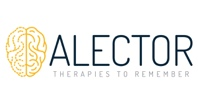 ALECTOR
THERAPIES TO REMEMBER